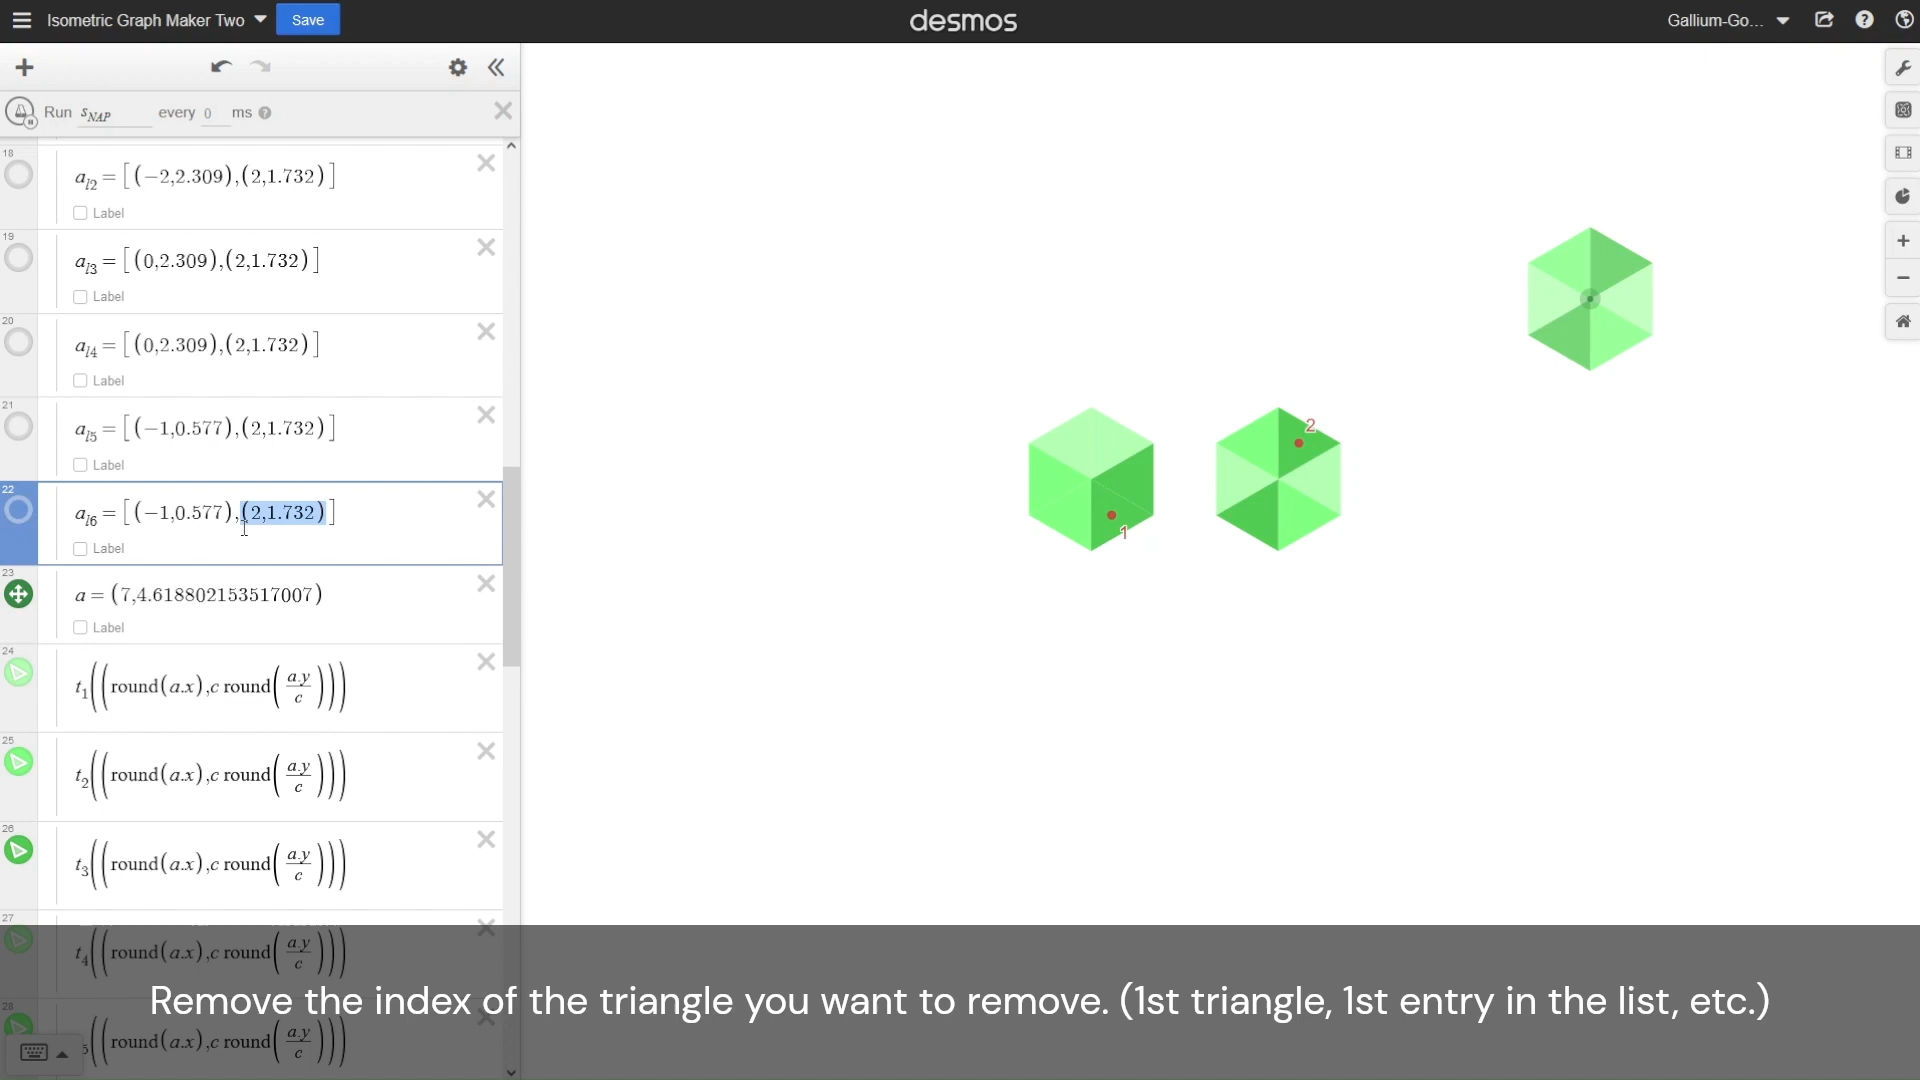 Isometric Graph Maker Two
Save
desmos
Gallium-Go...
Run s_NAP every 0 ms
18
a_l2 = [(−2,2.309),(2,1.732)]
Label
19
a_l3 = [(0,2.309),(2,1.732)]
Label
20
a_l4 = [(0,2.309),(2,1.732)]
Label
21
a_l5 = [(−1,0.577),(2,1.732)]
Label
22
a_l6 = [(−1,0.577),(2,1.732)]
Label
23
a = (7,4.618802153517007)
Label
24
t_1((round(a.x),c round(a.y/c)))
25
t_2((round(a.x),c round(a.y/c)))
26
t_3((round(a.x),c round(a.y/c)))
27
t_4((round(a.x),c round(a.y/c)))
28
5((round(a.x),c round(a.y/c)))
1
2
Remove the index of the triangle you want to remove. (1st triangle, 1st entry in the list, etc.)